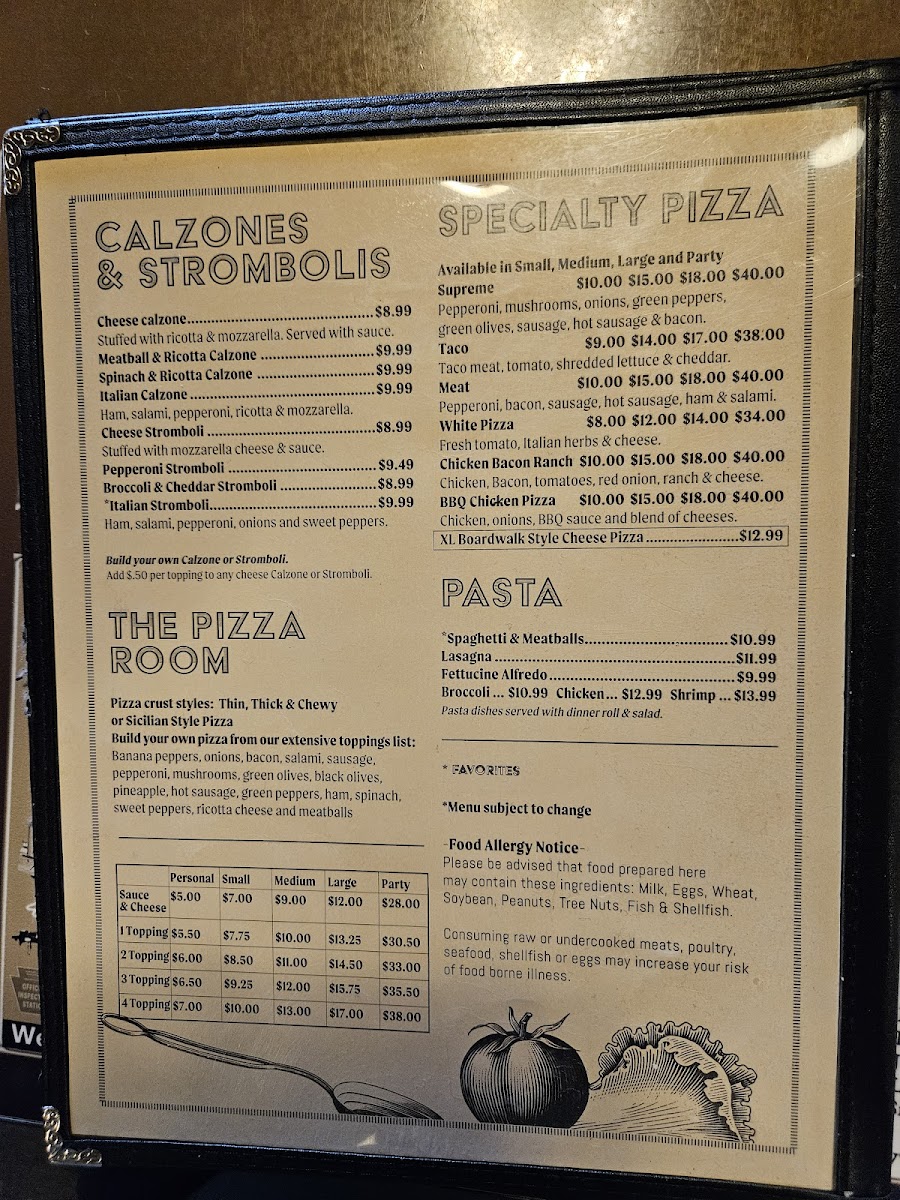 CALZONES
& STROMBOLIS
Cheese calzone..............................$8.99
Stuffed with ricotta & mozzarella. Served with sauce.
Meatball & Ricotta Calzone ....................$9.99
Spinach & Ricotta Calzone ....................$9.99
Italian Calzone ..............................$9.99
Ham, salami, pepperoni, ricotta & mozzarella.
Cheese Stromboli ..............................$8.99
Stuffed with mozzarella cheese & sauce.
Pepperoni Stromboli ..............................$9.49
Broccoli & Cheddar Stromboli ....................$8.99
*Italian Stromboli..............................$9.99
Ham, salami, pepperoni, onions and sweet peppers.
Build your own Calzone or Stromboli.
Add $.50 per topping to any cheese Calzone or Stromboli.
THE PIZZA
ROOM
Pizza crust styles: Thin, Thick & Chewy
or Sicilian Style Pizza
Build your own pizza from our extensive toppings list:
Banana peppers, onions, bacon, salami, sausage,
pepperoni, mushrooms, green olives, black olives,
pineapple, hot sausage, green peppers, ham, spinach,
sweet peppers, ricotta cheese and meatballs
Personal Small Medium Large Party
Sauce & Cheese $5.00 $7.00 $9.00 $12.00 $28.00
1 Topping $5.50 $7.75 $10.00 $13.25 $30.50
2 Topping $6.00 $8.50 $11.00 $14.50 $33.00
3 Topping $6.50 $9.25 $12.00 $15.75 $35.50
4 Topping $7.00 $10.00 $13.00 $17.00 $38.00
SPECIALTY PIZZA
Available in Small, Medium, Large and Party
Supreme $10.00 $15.00 $18.00 $40.00
Pepperoni, mushrooms, onions, green peppers,
green olives, sausage, hot sausage & bacon.
Taco $9.00 $14.00 $17.00 $38.00
Taco meat, tomato, shredded lettuce & cheddar.
Meat $10.00 $15.00 $18.00 $40.00
Pepperoni, bacon, sausage, hot sausage, ham & salami.
White Pizza $8.00 $12.00 $14.00 $34.00
Fresh tomato, Italian herbs & cheese.
Chicken Bacon Ranch $10.00 $15.00 $18.00 $40.00
Chicken, Bacon, tomatoes, red onion, ranch & cheese.
BBQ Chicken Pizza $10.00 $15.00 $18.00 $40.00
Chicken, onions, BBQ sauce and blend of cheeses.
XL Boardwalk Style Cheese Pizza ....................$12.99
PASTA
*Spaghetti & Meatballs..............................$10.99
Lasagna ..............................$11.99
Fettucine Alfredo..............................$9.99
Broccoli ... $10.99 Chicken... $12.99 Shrimp ... $13.99
Pasta dishes served with dinner roll & salad.
* FAVORITES
*Menu subject to change
-Food Allergy Notice-
Please be advised that food prepared here
may contain these ingredients: Milk, Eggs, Wheat,
Soybean, Peanuts, Tree Nuts, Fish & Shellfish.
Consuming raw or undercooked meats, poultry,
seafood, shellfish or eggs may increase your risk
of food borne illness.